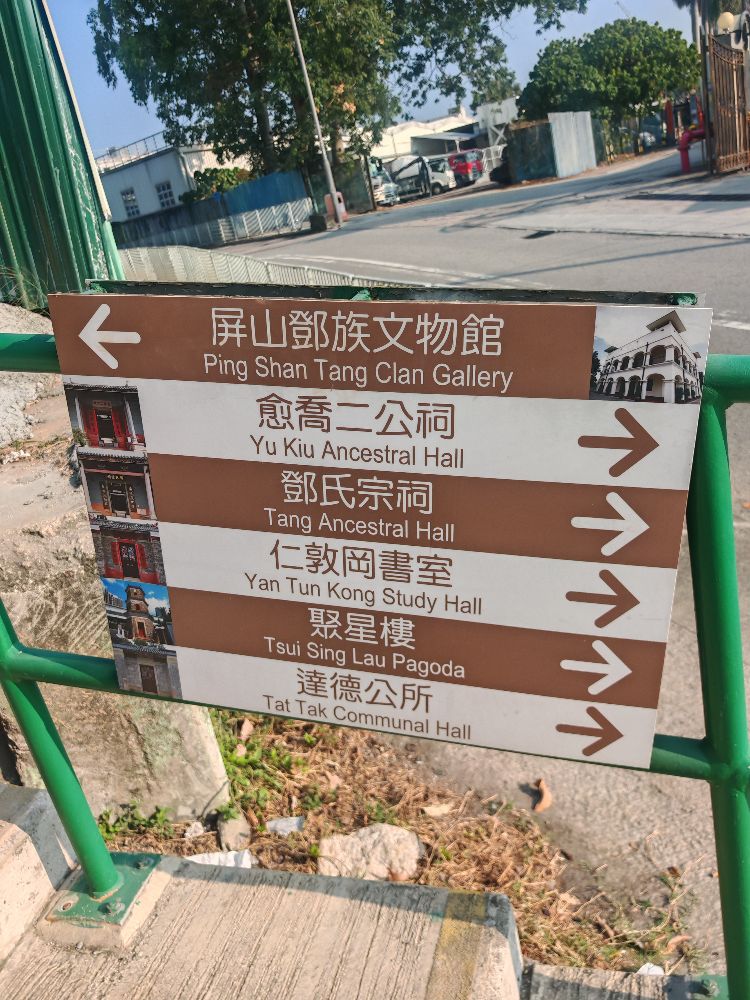 屏山鄧族文物館
Ping Shan Tang Clan Gallery
愈喬二公祠
Yu Kiu Ancestral Hall
鄧氏宗祠
Tang Ancestral Hall
仁敦岡書室
Yan Tun Kong Study Hall
聚星樓
Tsui Sing Lau Pagoda
達德公所
Tat Tak Communal Hall